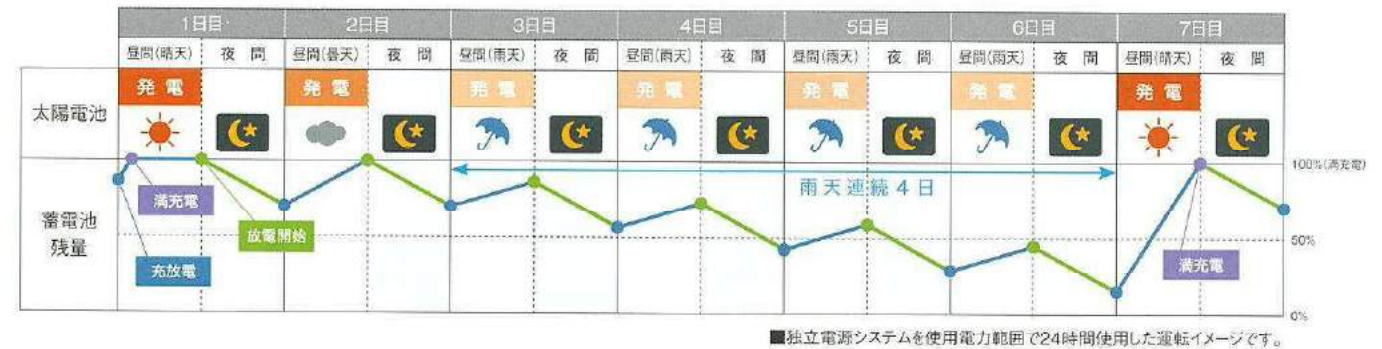 1日目 2日目 3日目 4日目 5日目 6日目 7日目
昼間(晴天) 夜間 昼間(曇天) 夜間 昼間(雨天) 夜間 昼間(雨天) 夜間 昼間(雨天) 夜間 昼間(雨天) 夜間 昼間(晴天) 夜間
太陽電池
発電 発電 発電 発電 発電 発電 発電
100%(満充電)
雨天連続4日
満充電
蓄電池
残量
放電開始
50%
充放電
満充電
0%
■独立電源システムを使用電力範囲で24時間使用した運転イメージです。